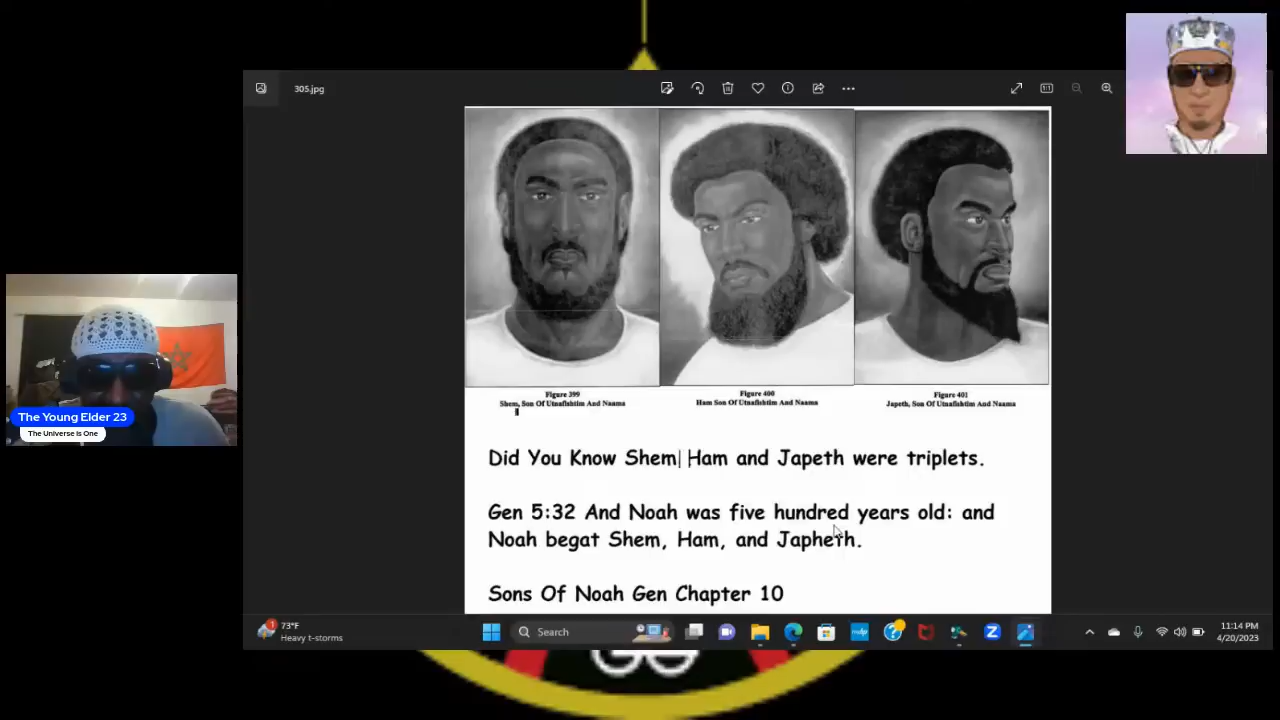 305.jpg
Figure 399
Shem, Son Of Utnafishtim And Naama
Figure 400
Ham Son Of Utnafishtim And Naama
Figure 401
Japeth, Son Of Utnafishtim And Naama
Did You Know Shem Ham and Japeth were triplets.
Gen 5:32 And Noah was five hundred years old: and
Noah begat Shem, Ham, and Japheth.
Sons Of Noah Gen Chapter 10
The Young Elder 23
The Universe is One
1
73°F
Heavy t-storms
Search
11:14 PM
4/20/2023